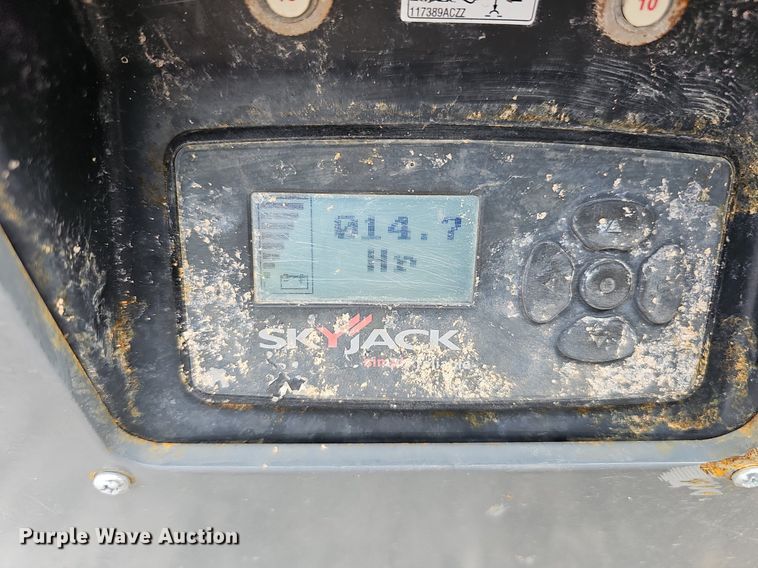 10
117389ACZZ
014.7
Hr
SKYJACK
Purple Wave Auction